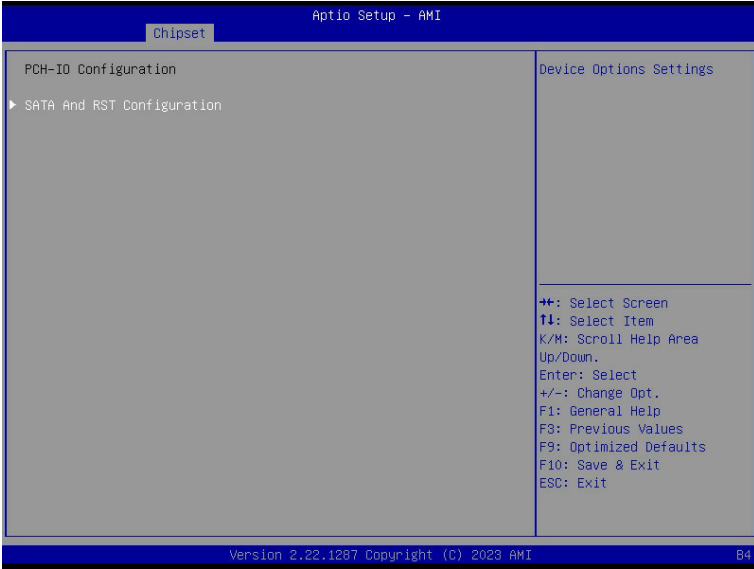 Aptio Setup – AMI
Chipset
PCH-IO Configuration
▶ SATA And RST Configuration
Device Options Settings
→←: Select Screen
↑↓: Select Item
K/M: Scroll Help Area
Up/Down.
Enter: Select
+/-: Change Opt.
F1: General Help
F3: Previous Values
F9: Optimized Defaults
F10: Save & Exit
ESC: Exit
Version 2.22.1287 Copyright (C) 2023 AMI
B4